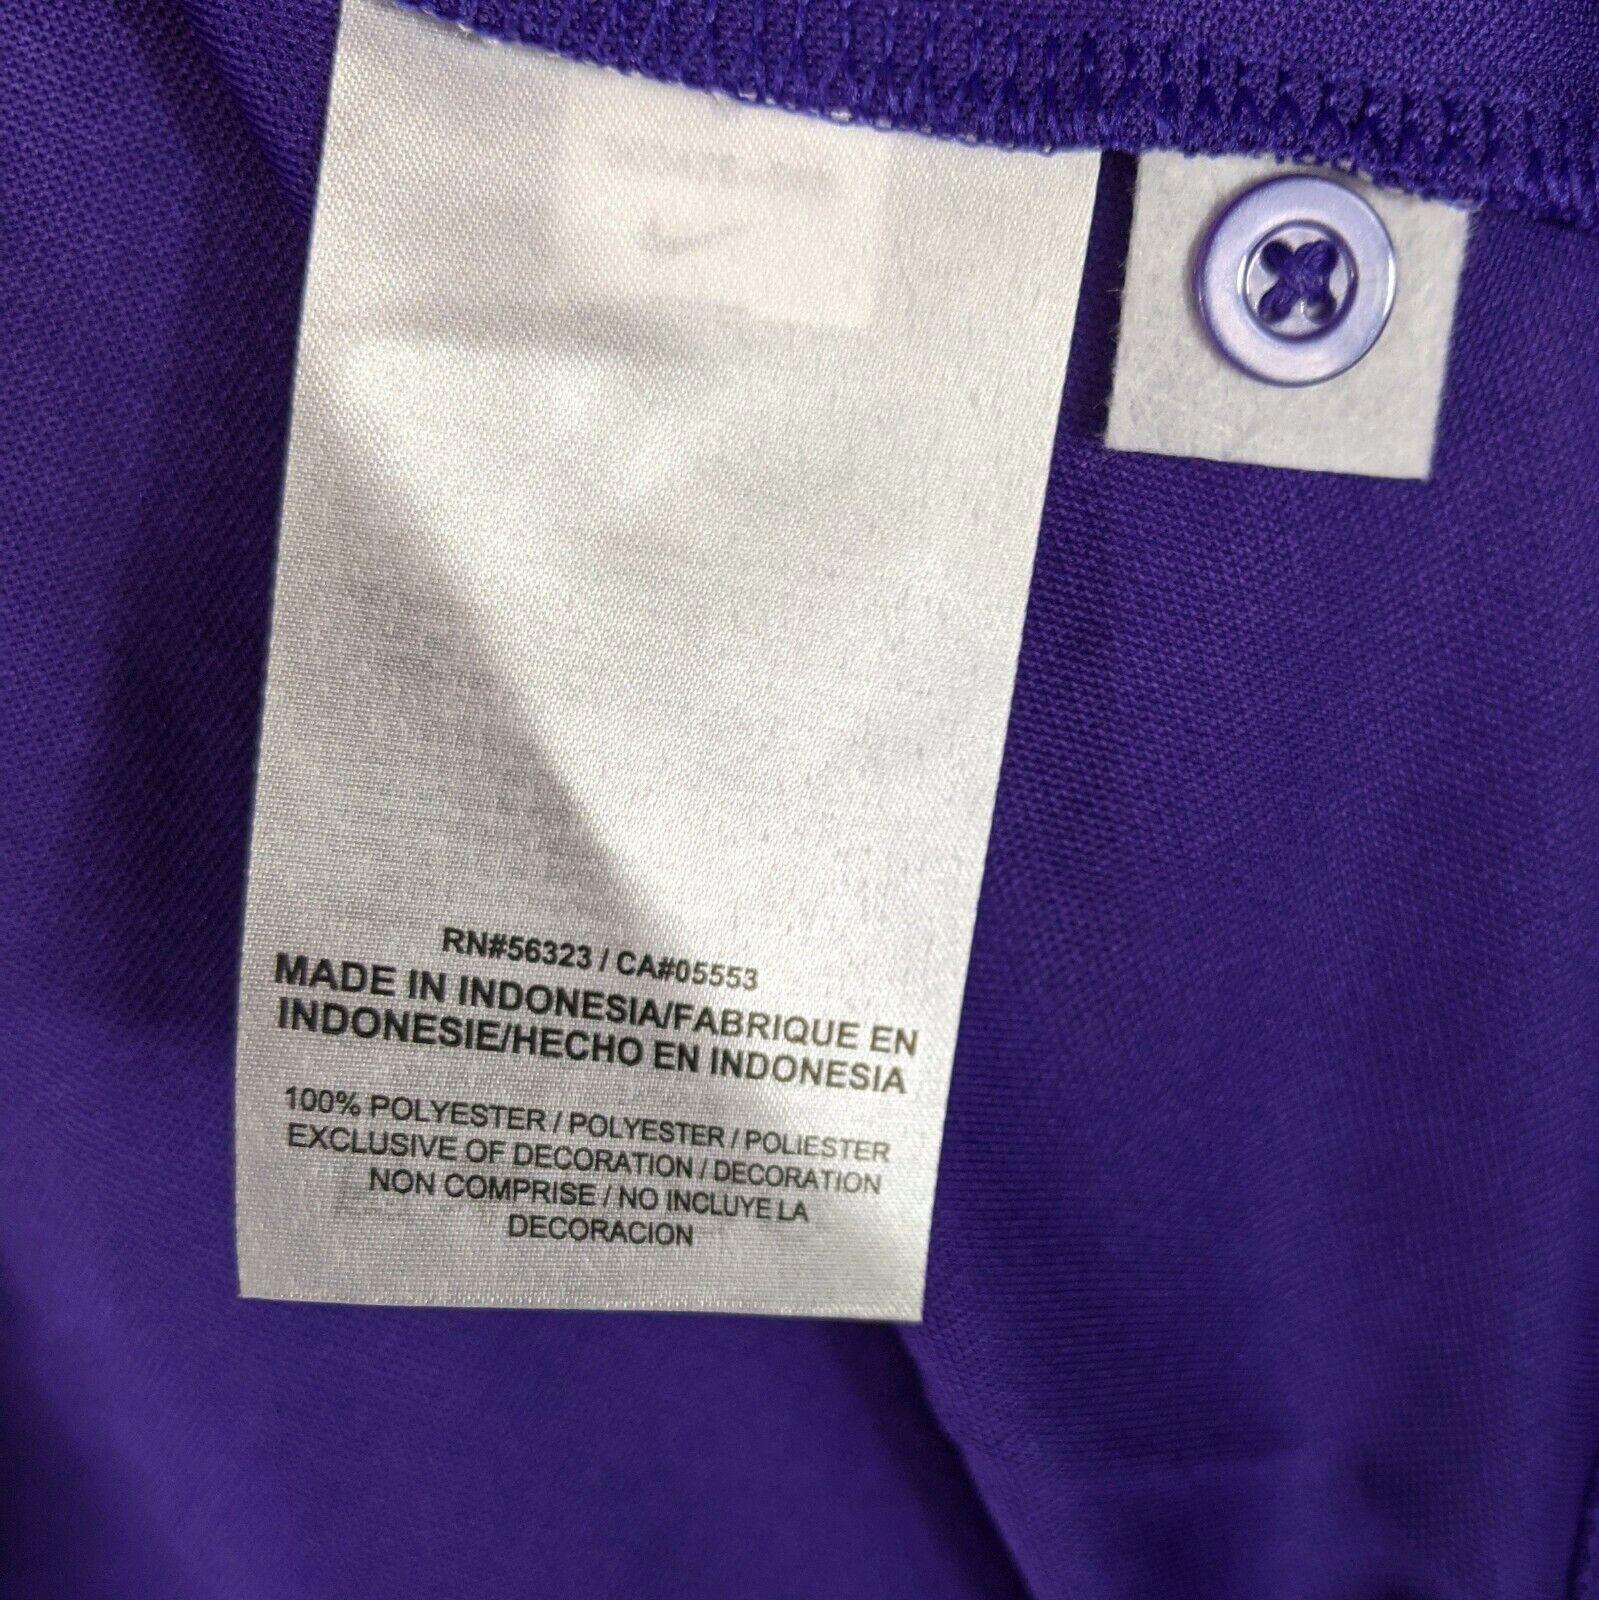 RN#56323 / CA#05553
MADE IN INDONESIA/FABRIQUE EN
INDONESIE/HECHO EN INDONESIA
100% POLYESTER / POLYESTER / POLIESTER
EXCLUSIVE OF DECORATION / DECORATION
NON COMPRISE / NO INCLUYE LA
DECORACION